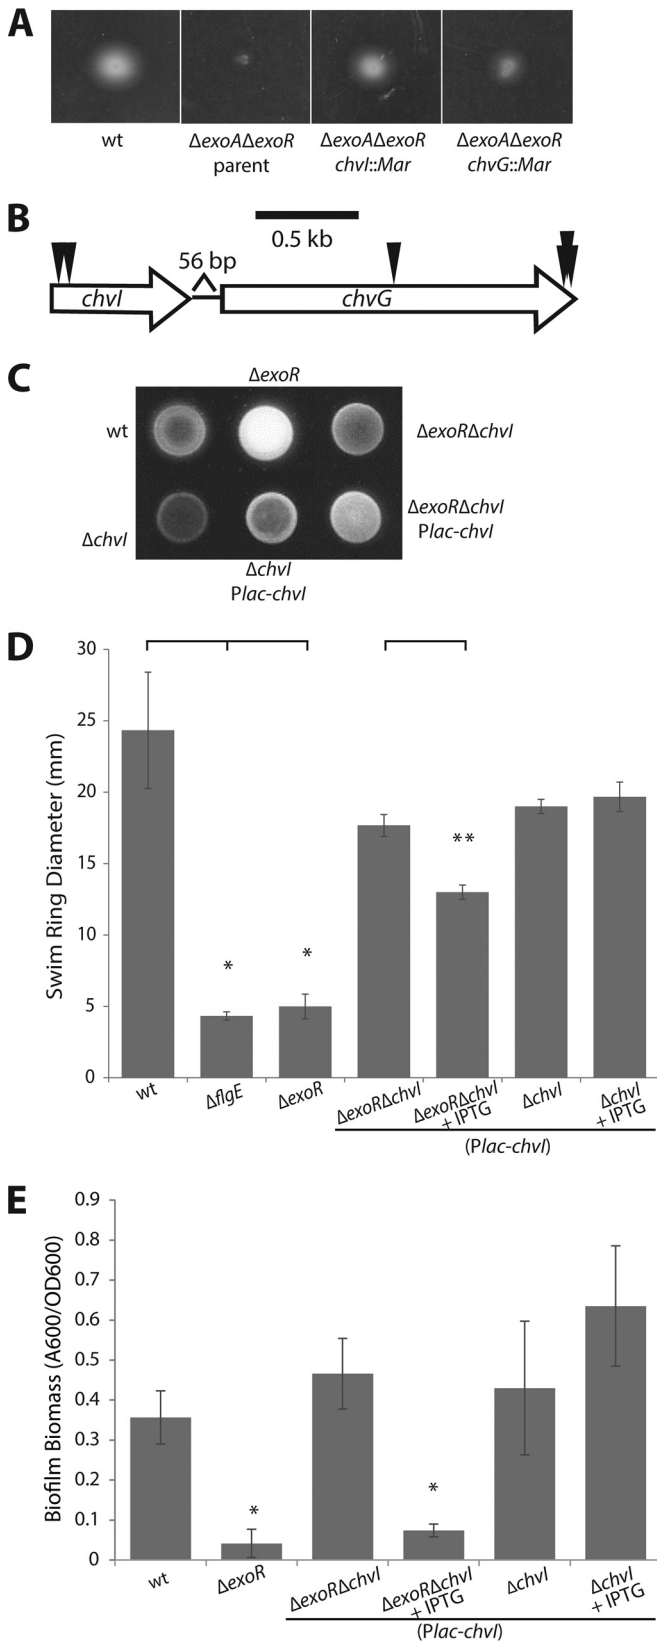 A
wt
ΔexoAΔexoR
parent
ΔexoAΔexoR
chvI::Mar
ΔexoAΔexoR
chvG::Mar
B
0.5 kb
56 bp
chvI
chvG
C
ΔexoR
wt
ΔexoRΔchvI
ΔchvI
ΔexoRΔchvI
Plac-chvI
ΔchvI
Plac-chvI
D
Swim Ring Diameter (mm)
30
25
20
15
10
5
0
*
*
**
wt
ΔflgE
ΔexoR
ΔexoRΔchvI
ΔexoRΔchvI
+ IPTG
ΔchvI
ΔchvI
+ IPTG
(Plac-chvI)
E
Biofilm Biomass (A600/OD600)
0.9
0.8
0.7
0.6
0.5
0.4
0.3
0.2
0.1
0
*
*
wt
ΔexoR
ΔexoRΔchvI
ΔexoRΔchvI
+ IPTG
ΔchvI
ΔchvI
+ IPTG
(Plac-chvI)